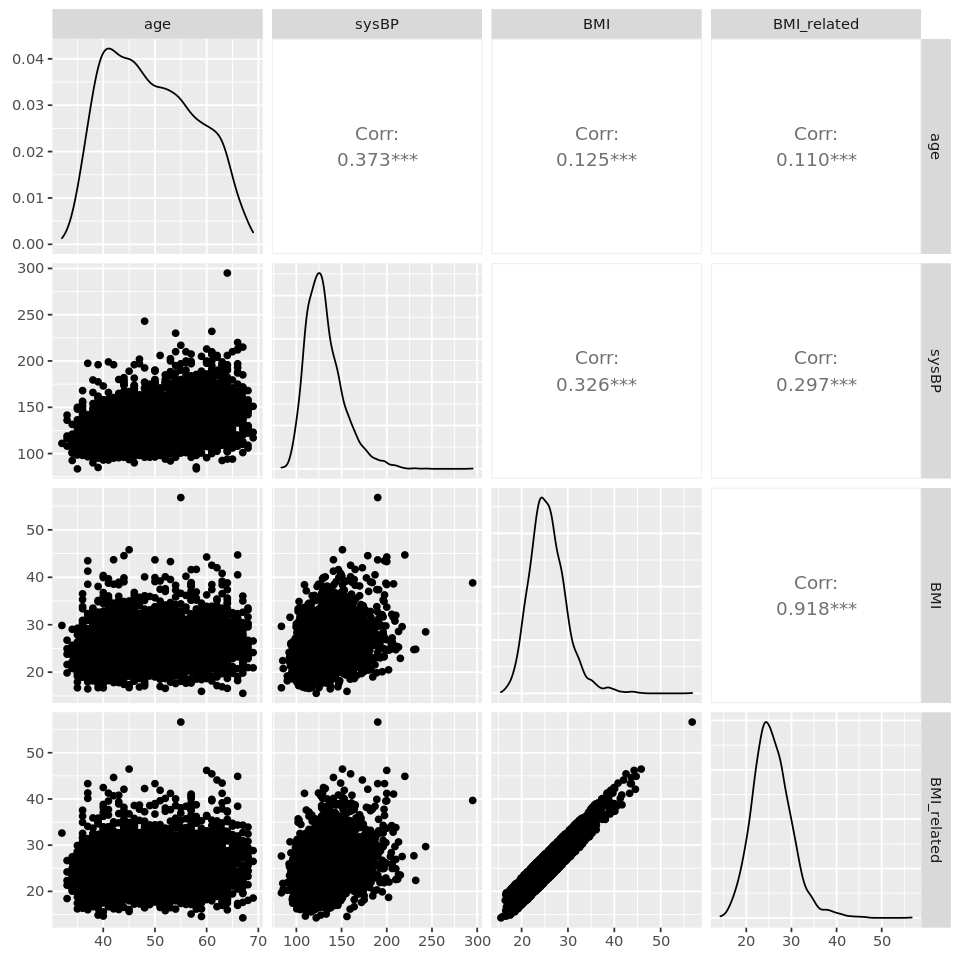 age sysBP BMI BMI_related
0.04
0.03
0.02
0.01
0.00
Corr:
0.373***
Corr:
0.125***
Corr:
0.110***
age
300
250
200
150
100
Corr:
0.326***
Corr:
0.297***
sysBP
50
40
30
20
Corr:
0.918***
BMI
50
40
30
20
BMI_related
40 50 60 70 100 150 200 250 300 20 30 40 50 20 30 40 50